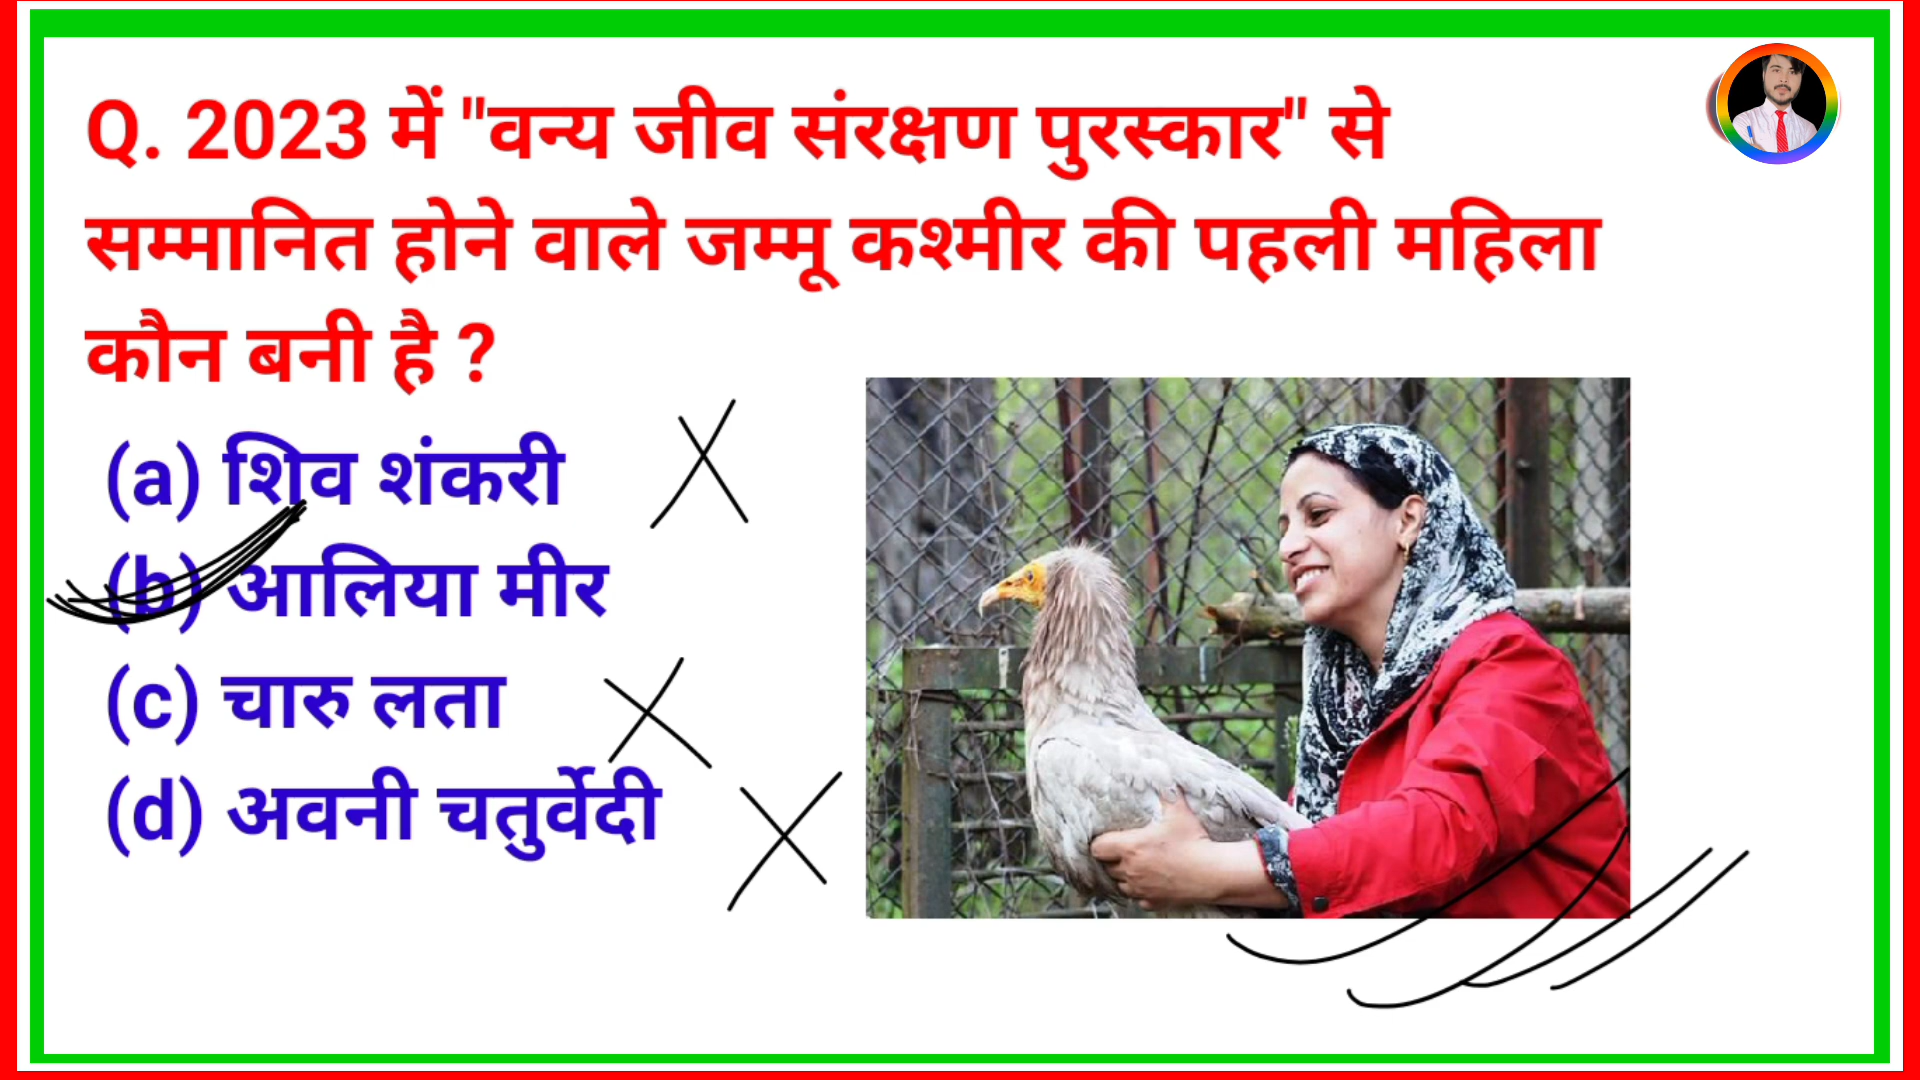 Q. 2023 में "वन्य जीव संरक्षण पुरस्कार" से
सम्मानित होने वाले जम्मू कश्मीर की पहली महिला
कौन बनी है ?
(a) शिव शंकरी
(b) आलिया मीर
(c) चारु लता
(d) अवनी चतुर्वेदी